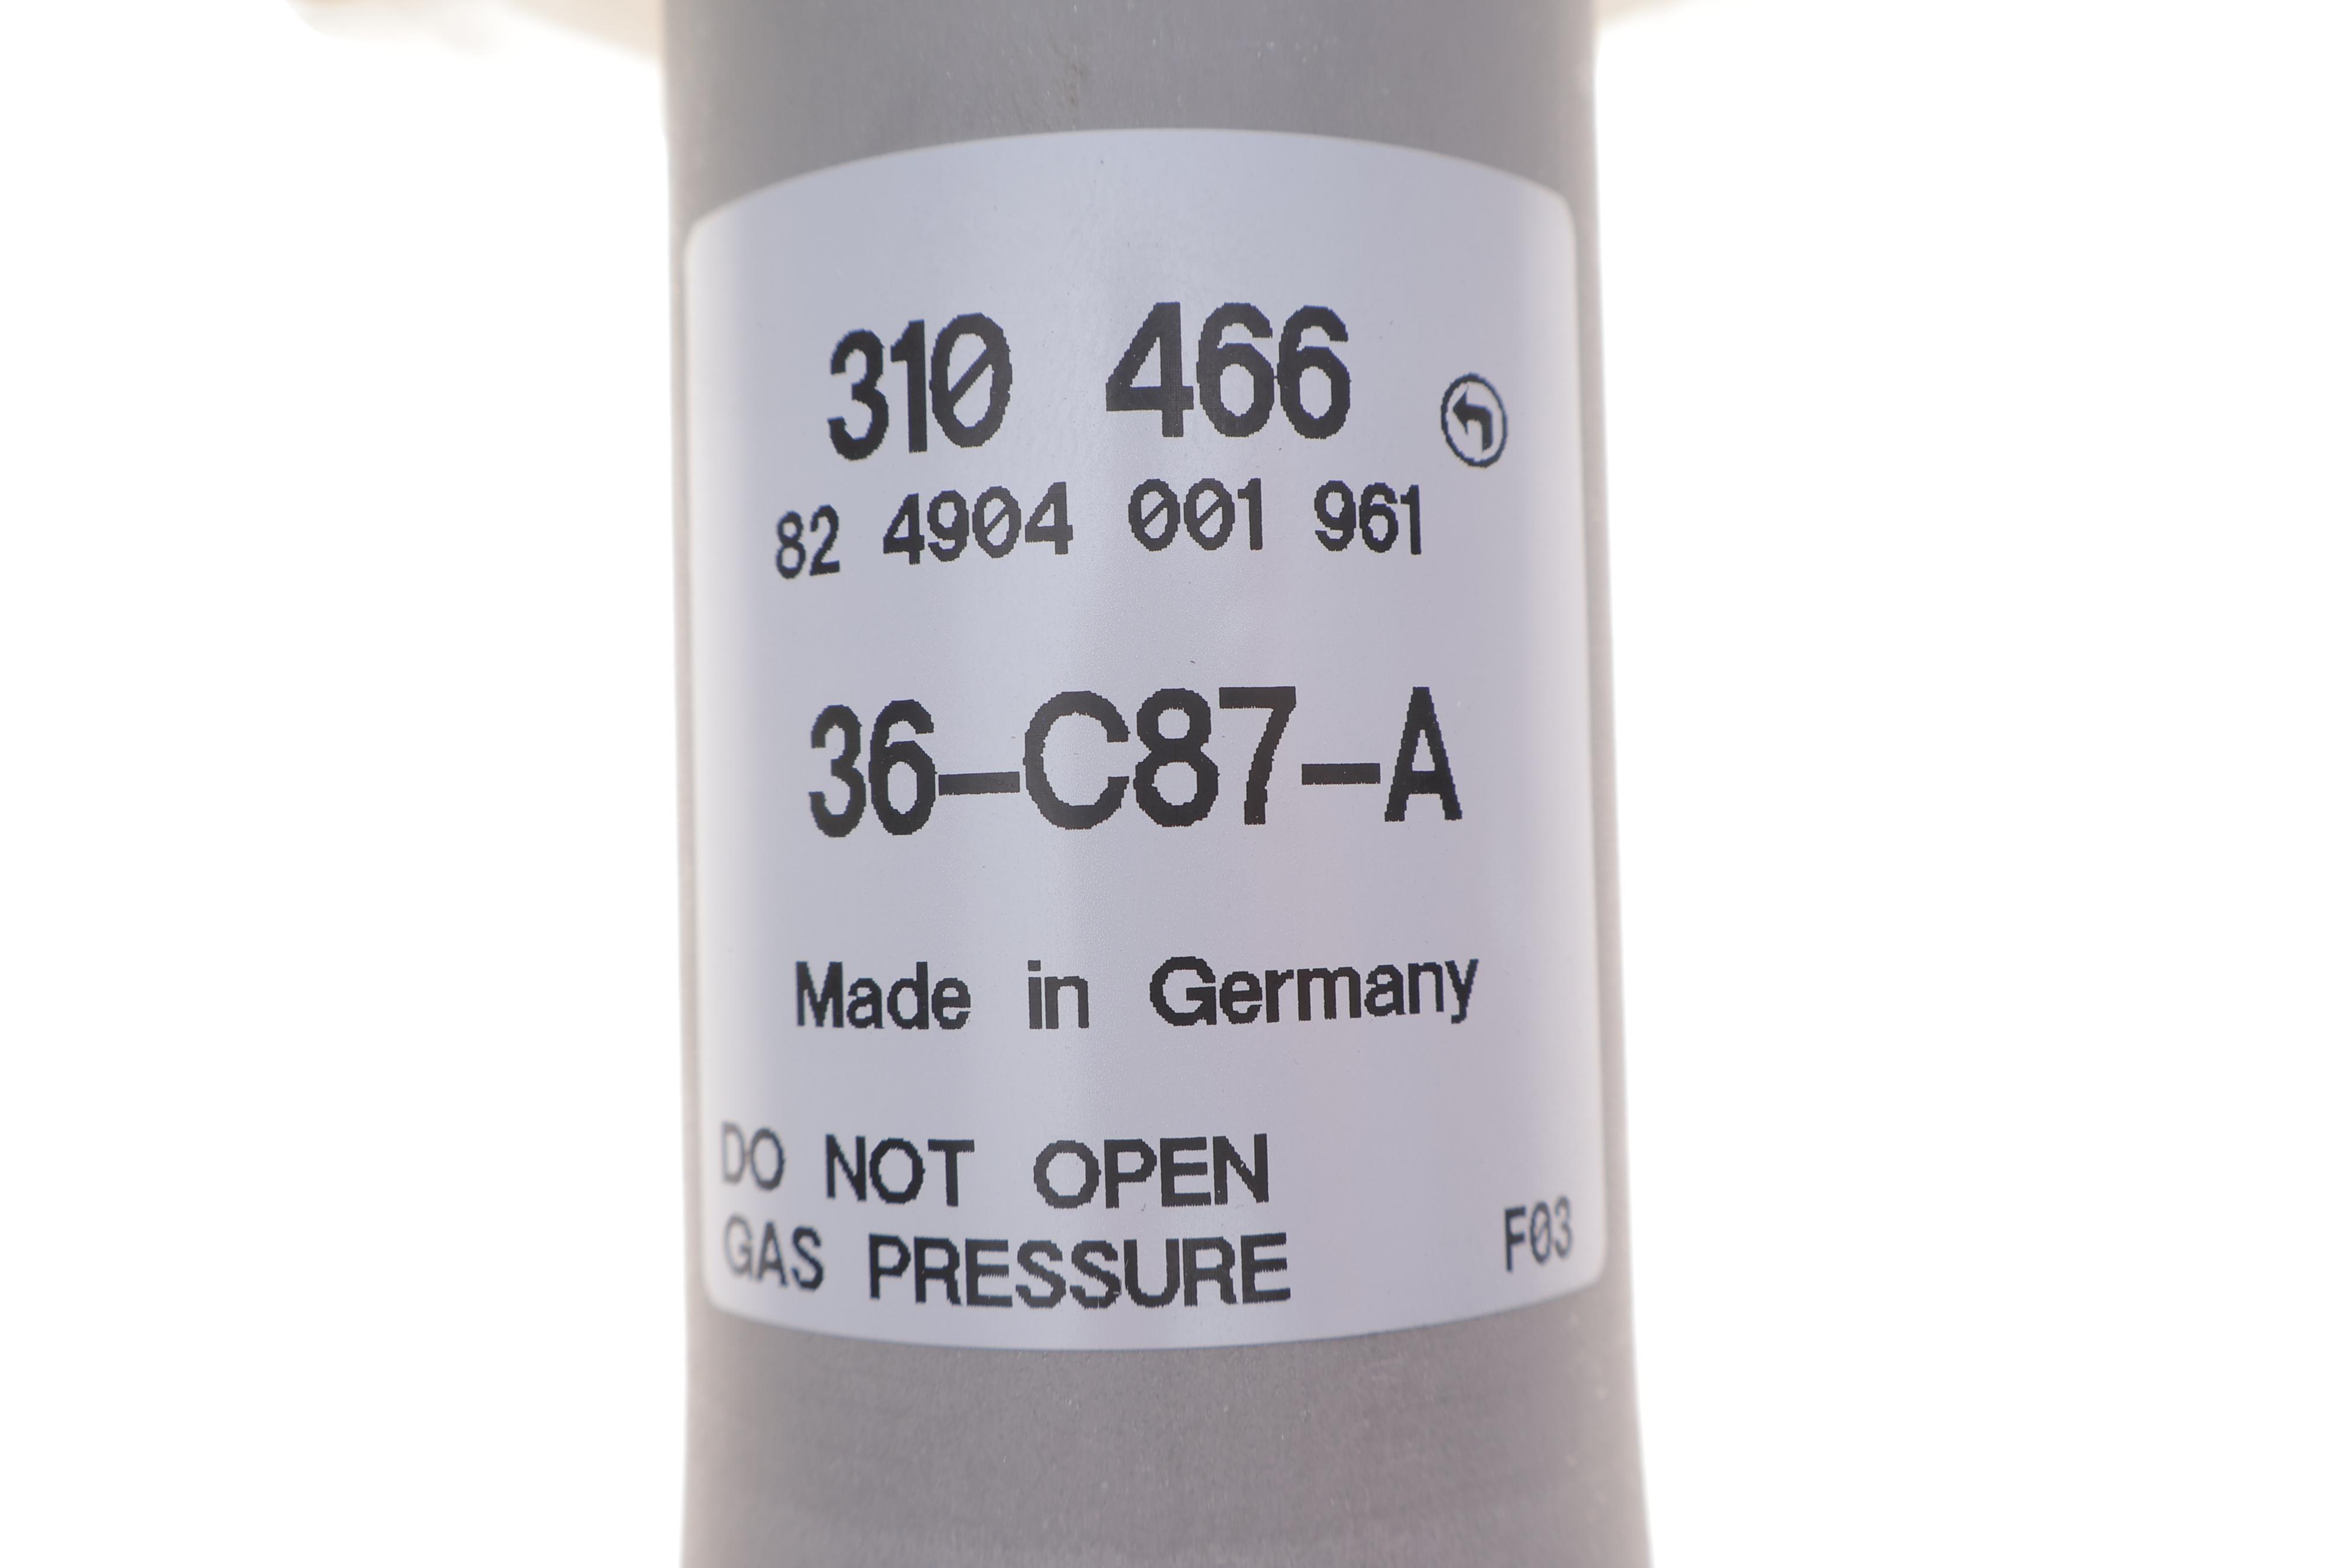 310 466
82 4904 001 961
36-C87-A
Made in Germany
DO NOT OPEN
GAS PRESSURE
F03